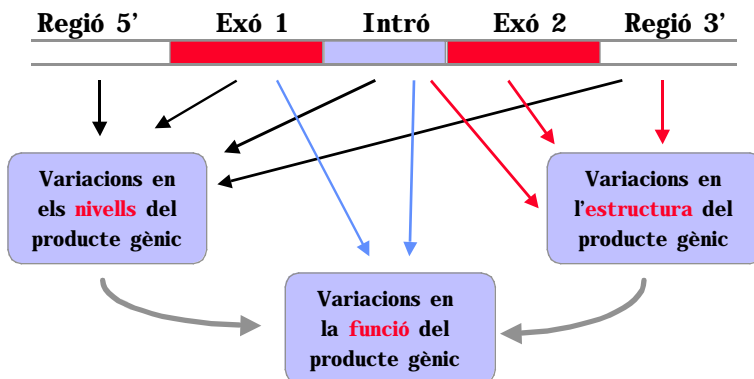 Regió 5’ Exó 1 Intró Exó 2 Regió 3’
Variacions en
els nivells del
producte gènic
Variacions en
l’estructura del
producte gènic
Variacions en
la funció del
producte gènic